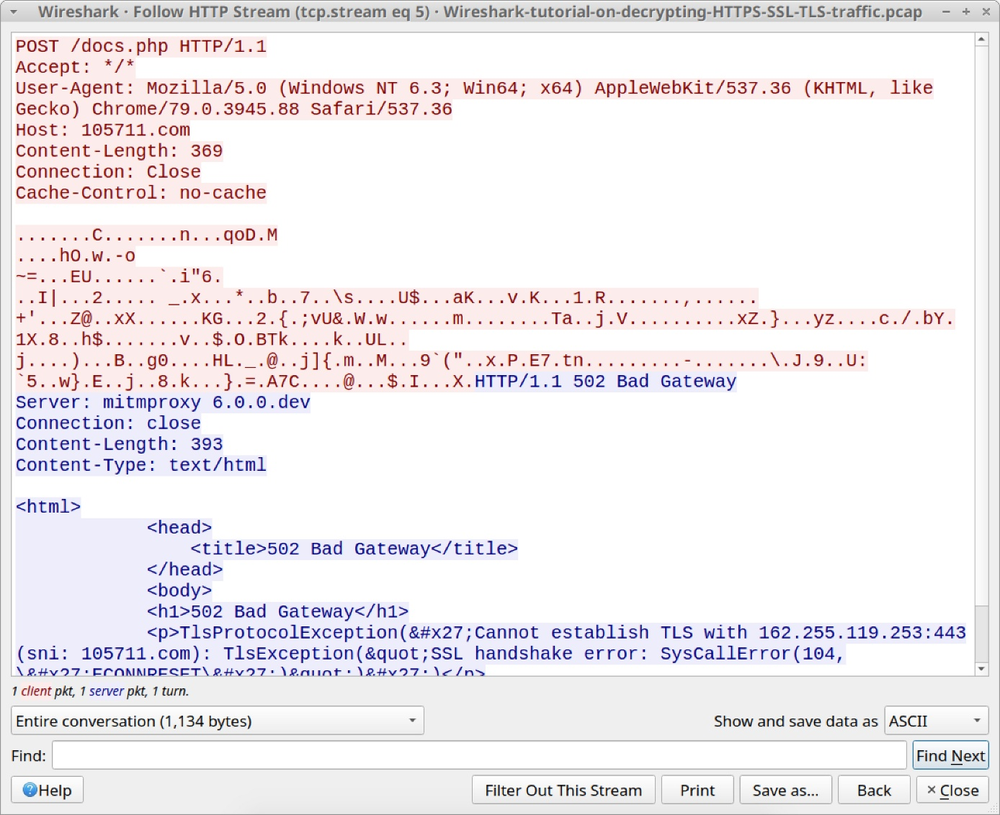 Wireshark · Follow HTTP Stream (tcp.stream eq 5) · Wireshark-tutorial-on-decrypting-HTTPS-SSL-TLS-traffic.pcap
POST /docs.php HTTP/1.1
Accept: */*
User-Agent: Mozilla/5.0 (Windows NT 6.3; Win64; x64) AppleWebKit/537.36 (KHTML, like
Gecko) Chrome/79.0.3945.88 Safari/537.36
Host: 105711.com
Content-Length: 369
Connection: Close
Cache-Control: no-cache
.......C.......n...qoD.M
....hO.w.-o
~=...EU......`.i"6.
..I|...2..... _.x...*..b..7..\s....U$...aK...v.K...1.R.......,......
+'...Z@..xX......KG...2.{.;vU&.W.w......m........Ta..j.V..........xZ.}...yz....c./.bY.
1X.8..h$.......v..$.O.BTk....k..UL..
j....)...B..g0....HL._.@..j]{.m..M...9`("..x.P.E7.tn.........-.......\.J.9..U:
`5..w}.E..j..8.k...}.=.A7C....@...$.I...X.HTTP/1.1 502 Bad Gateway
Server: mitmproxy 6.0.0.dev
Connection: close
Content-Length: 393
Content-Type: text/html
<html>
<head>
<title>502 Bad Gateway</title>
</head>
<body>
<h1>502 Bad Gateway</h1>
<p>TlsProtocolException(&#x27;Cannot establish TLS with 162.255.119.253:443
(sni: 105711.com): TlsException(&quot;SSL handshake error: SysCallError(104,
\&#x27;ECONNRESET\&#x27;)&quot;)&#x27;)</p>
1 client pkt, 1 server pkt, 1 turn.
Entire conversation (1,134 bytes)
Show and save data as ASCII
Find:
Find Next
Help
Filter Out This Stream
Print
Save as...
Back
Close